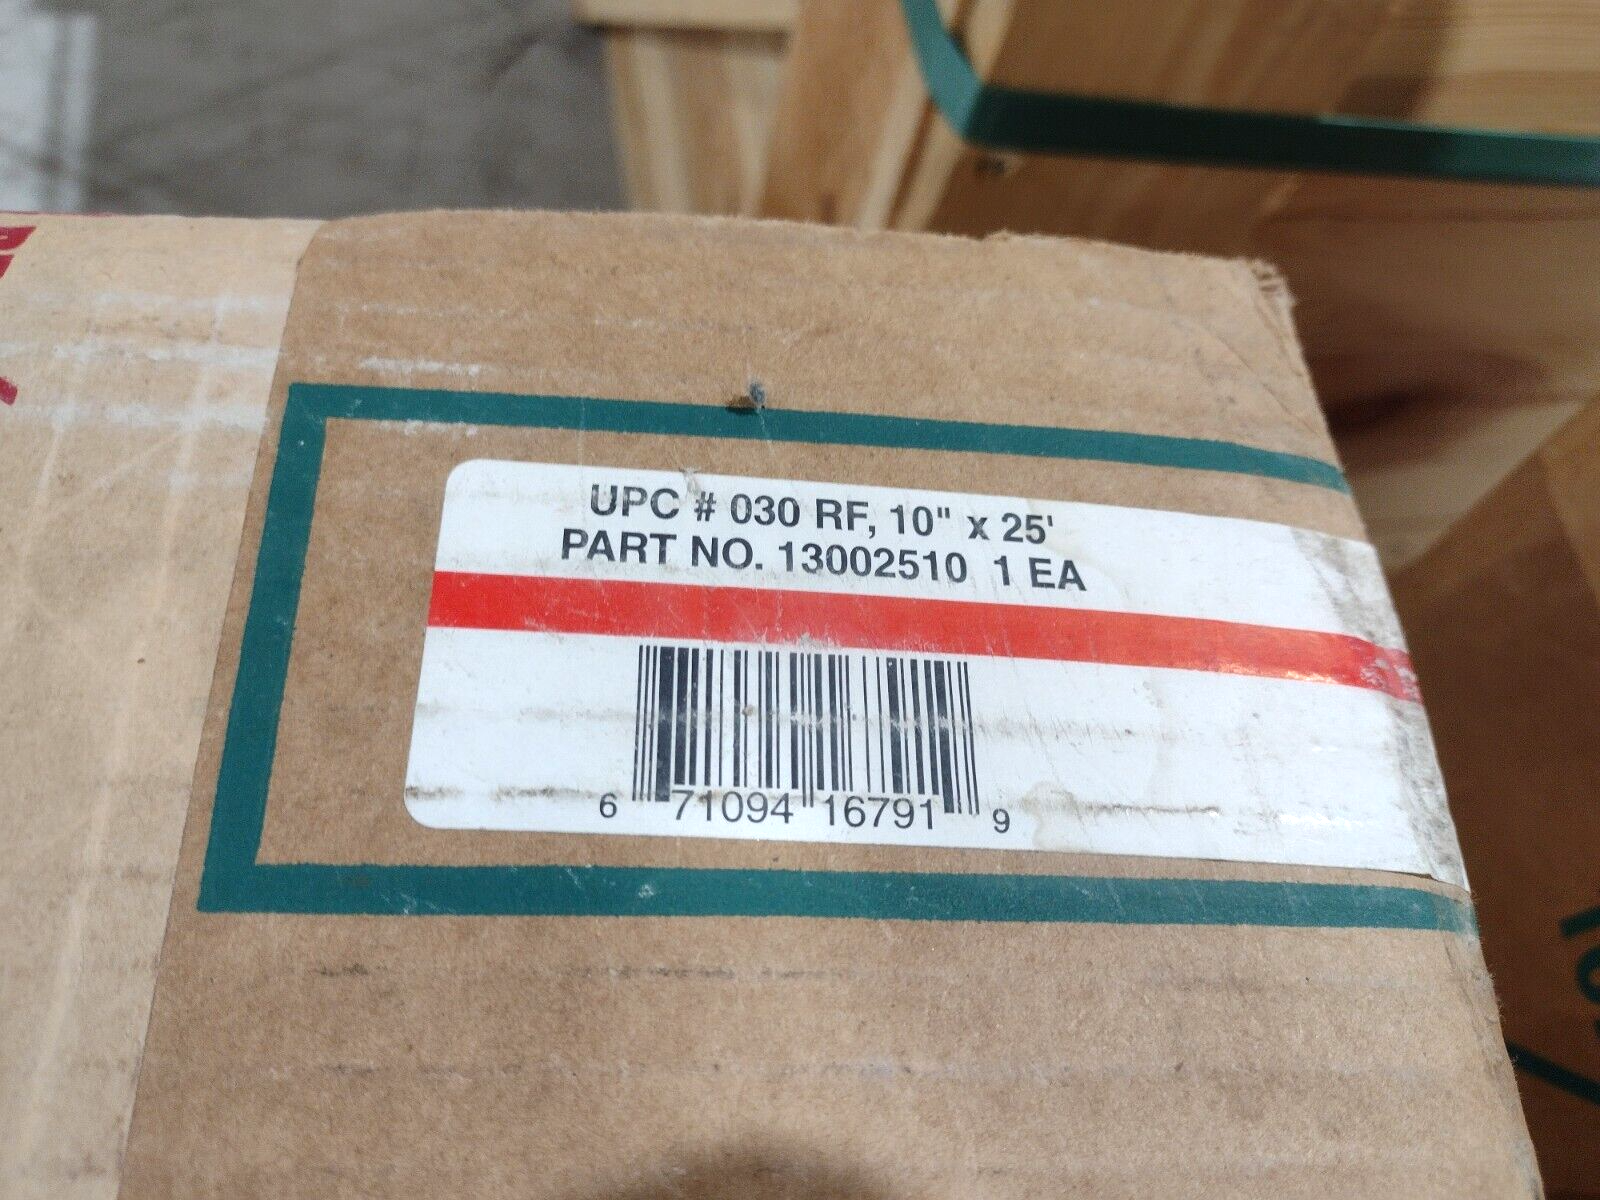 UPC # 030 RF, 10" x 25'
PART NO. 13002510 1 EA
6 71094 16791 9